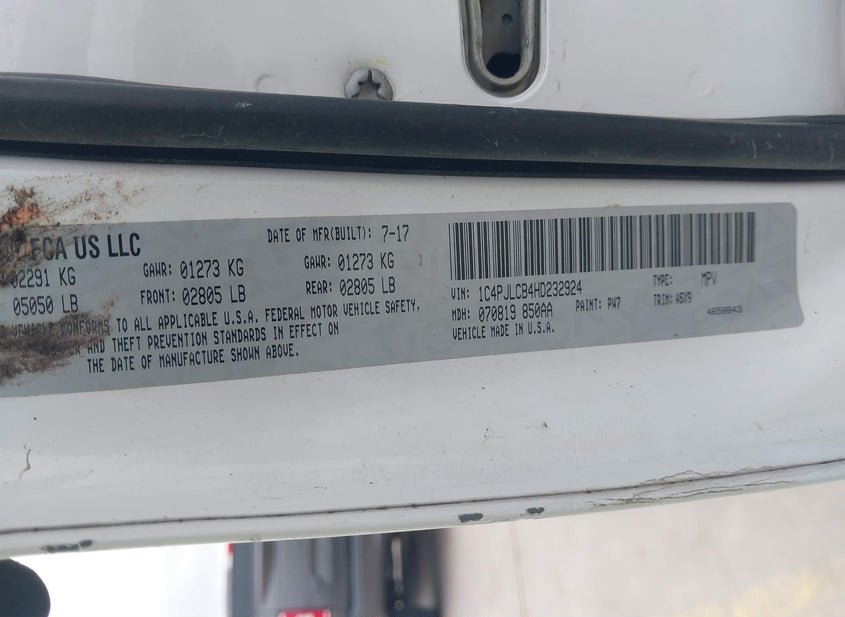 FCA US LLC
DATE OF MFR(BUILT): 7-17
02291 KG GAWR: 01273 KG GAWR: 01273 KG
05050 LB FRONT: 02805 LB REAR: 02805 LB
VEHICLE CONFORMS TO ALL APPLICABLE U.S.A. FEDERAL MOTOR VEHICLE SAFETY,
AND THEFT PREVENTION STANDARDS IN EFFECT ON
THE DATE OF MANUFACTURE SHOWN ABOVE.
VIN: 1C4PJLCB4HD232924 TYPE: MPV
MDH: 070819 850AA PAINT: PW7 TRIM: A5X9
VEHICLE MADE IN U.S.A. 4658843